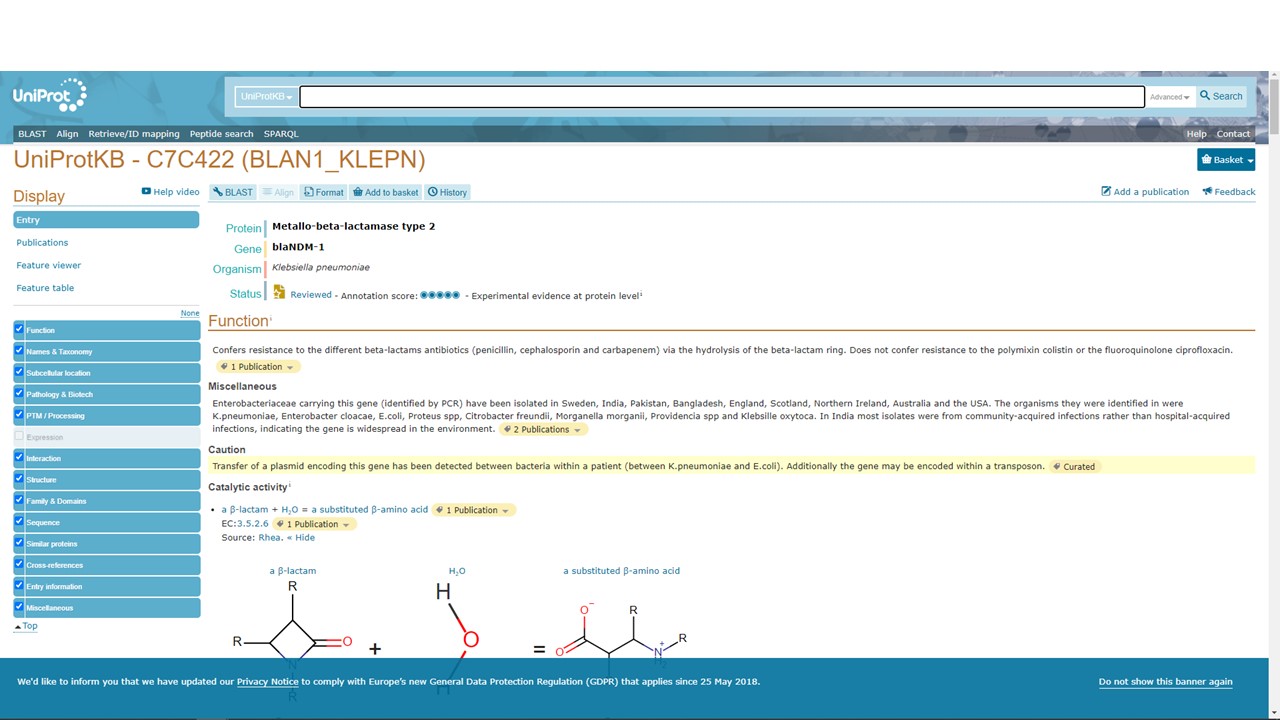 UniProt
UniProtKB
Advanced
Search
BLAST Align Retrieve/ID mapping Peptide search SPARQL
Help Contact
UniProtKB - C7C422 (BLAN1_KLEPN)
Basket
Display
Help video
BLAST
Align
Format
Add to basket
History
Add a publication
Feedback
Entry
Publications
Feature viewer
Feature table
None
Function
Names & Taxonomy
Subcellular location
Pathology & Biotech
PTM / Processing
Expression
Interaction
Structure
Family & Domains
Sequence
Similar proteins
Cross-references
Entry information
Miscellaneous
Top
Protein Metallo-beta-lactamase type 2
Gene blaNDM-1
Organism Klebsiella pneumoniae
Status Reviewed - Annotation score: - Experimental evidence at protein leveli
Functioni
Confers resistance to the different beta-lactams antibiotics (penicillin, cephalosporin and carbapenem) via the hydrolysis of the beta-lactam ring. Does not confer resistance to the polymixin colistin or the fluoroquinolone ciprofloxacin.
1 Publication
Miscellaneous
Enterobacteriaceae carrying this gene (identified by PCR) have been isolated in Sweden, India, Pakistan, Bangladesh, England, Scotland, Northern Ireland, Australia and the USA. The organisms they were identified in were
K.pneumoniae, Enterobacter cloacae, E.coli, Proteus spp, Citrobacter freundii, Morganella morganii, Providencia spp and Klebsille oxytoca. In India most isolates were from community-acquired infections rather than hospital-acquired
infections, indicating the gene is widespread in the environment. 2 Publications
Caution
Transfer of a plasmid encoding this gene has been detected between bacteria within a patient (between K.pneumoniae and E.coli). Additionally the gene may be encoded within a transposon. Curated
Catalytic activityi
• a β-lactam + H₂O = a substituted β-amino acid 1 Publication
EC:3.5.2.6 1 Publication
Source: Rhea. « Hide
a β-lactam
H₂O
a substituted β-amino acid
R
R
O
N
R
+
H
O
H
=
O⁻
O
R
R
N⁺
H₂
We'd like to inform you that we have updated our Privacy Notice to comply with Europe's new General Data Protection Regulation (GDPR) that applies since 25 May 2018.
Do not show this banner again